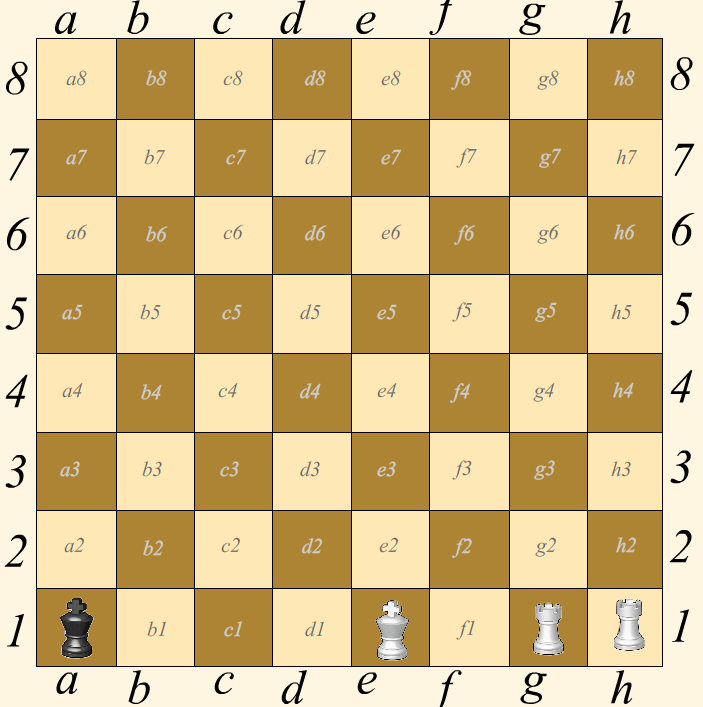 a b c d e f g h
8 a8 b8 c8 d8 e8 f8 g8 h8 8
7 a7 b7 c7 d7 e7 f7 g7 h7 7
6 a6 b6 c6 d6 e6 f6 g6 h6 6
5 a5 b5 c5 d5 e5 f5 g5 h5 5
4 a4 b4 c4 d4 e4 f4 g4 h4 4
3 a3 b3 c3 d3 e3 f3 g3 h3 3
2 a2 b2 c2 d2 e2 f2 g2 h2 2
1 b1 c1 d1 f1 1
a b c d e f g h